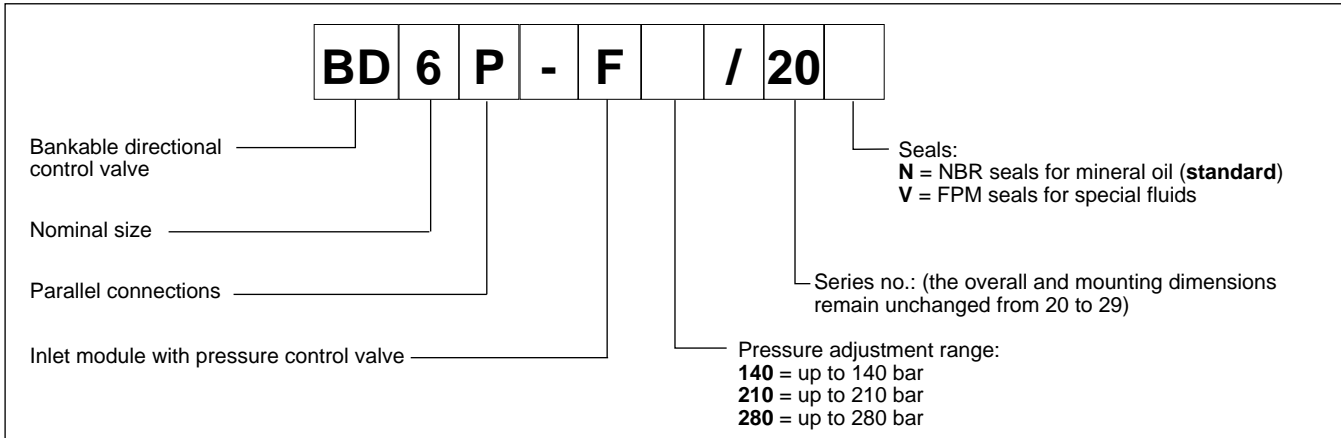 BD 6 P - F / 20
Bankable directional
control valve
Nominal size
Parallel connections
Inlet module with pressure control valve
Seals:
N = NBR seals for mineral oil (standard)
V = FPM seals for special fluids
Series no.: (the overall and mounting dimensions
remain unchanged from 20 to 29)
Pressure adjustment range:
140 = up to 140 bar
210 = up to 210 bar
280 = up to 280 bar